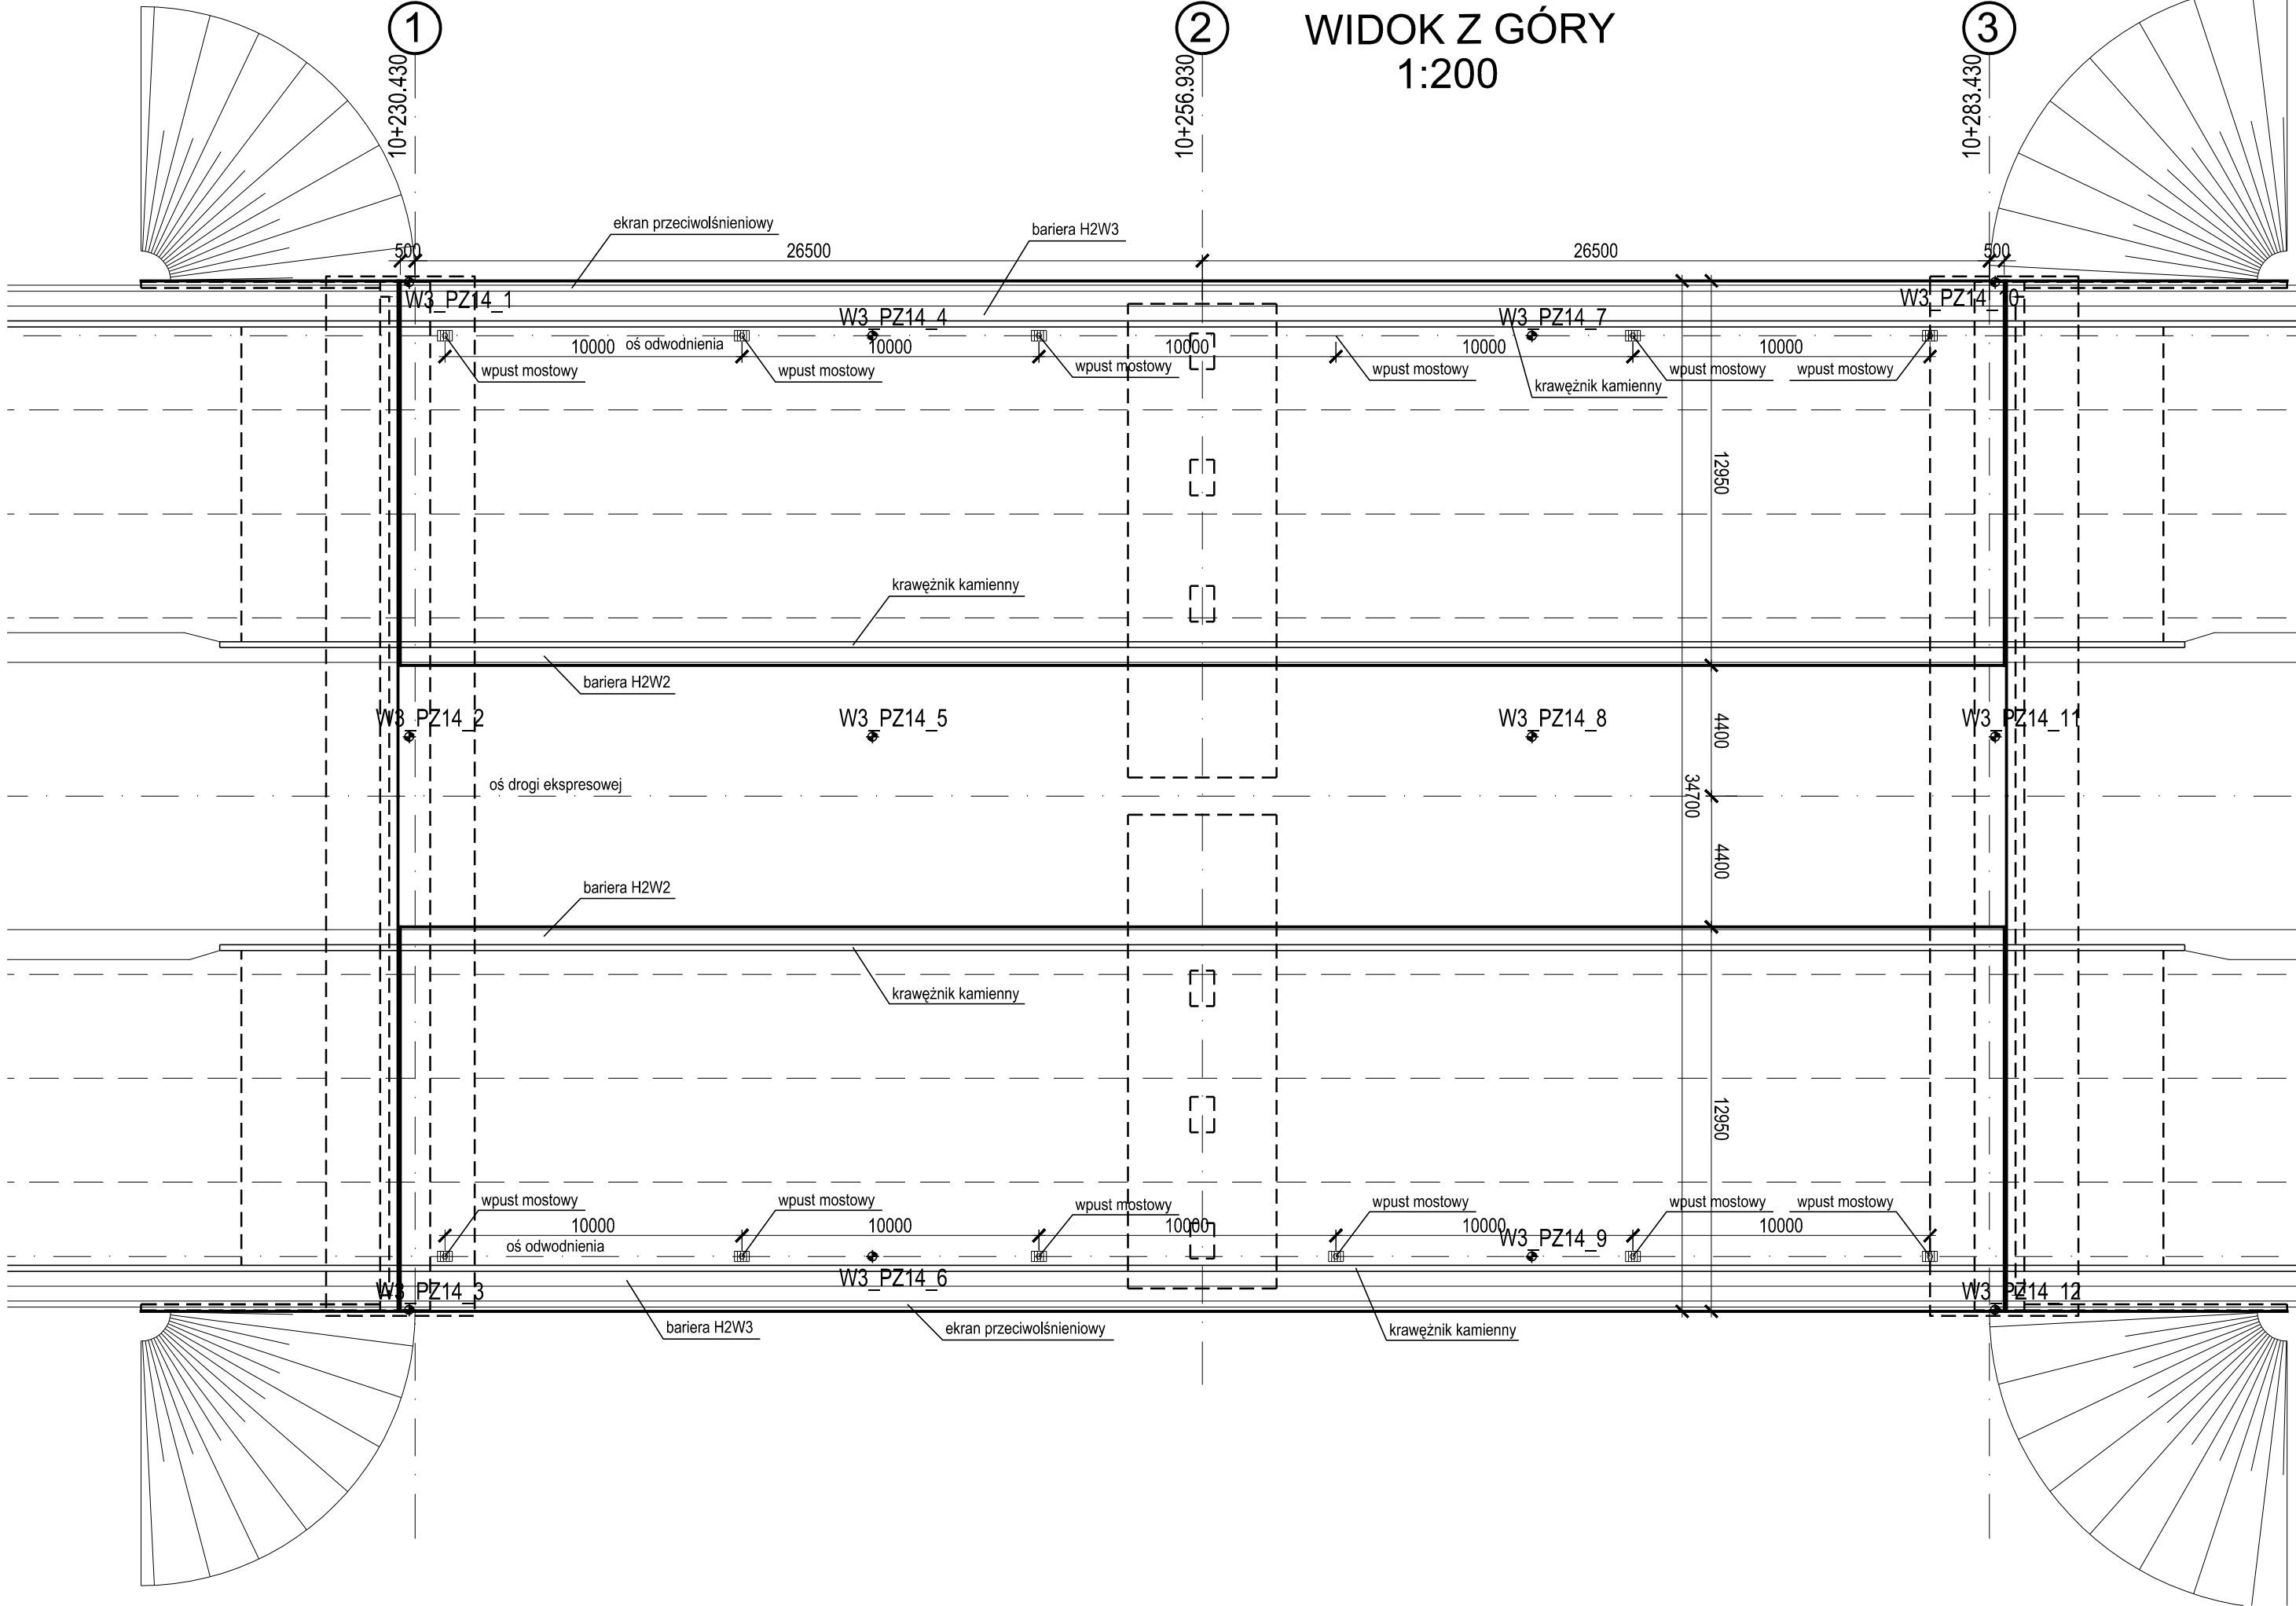 1
2
WIDOK Z GÓRY
3
1:200
10+230.430
10+256.930
10+283.430
ekran przeciwolśnieniowy
bariera H2W3
500
26500
26500
500
W3_PZ14_1
W3_PZ14_10
W3_PZ14_4
W3_PZ14_7
10000
oś odwodnienia
10000
10000
10000
10000
wpust mostowy
wpust mostowy
wpust mostowy
wpust mostowy
wpust mostowy
wpust mostowy
krawężnik kamienny
12950
krawężnik kamienny
bariera H2W2
W3_PZ14_2
W3_PZ14_5
W3_PZ14_8
4400
W3_PZ14_11
oś drogi ekspresowej
34700
4400
bariera H2W2
krawężnik kamienny
12950
wpust mostowy
wpust mostowy
wpust mostowy
wpust mostowy
wpust mostowy
wpust mostowy
10000
10000
10000
10000
10000
oś odwodnienia
W3_PZ14_9
W3_PZ14_3
W3_PZ14_6
W3_PZ14_12
bariera H2W3
ekran przeciwolśnieniowy
krawężnik kamienny